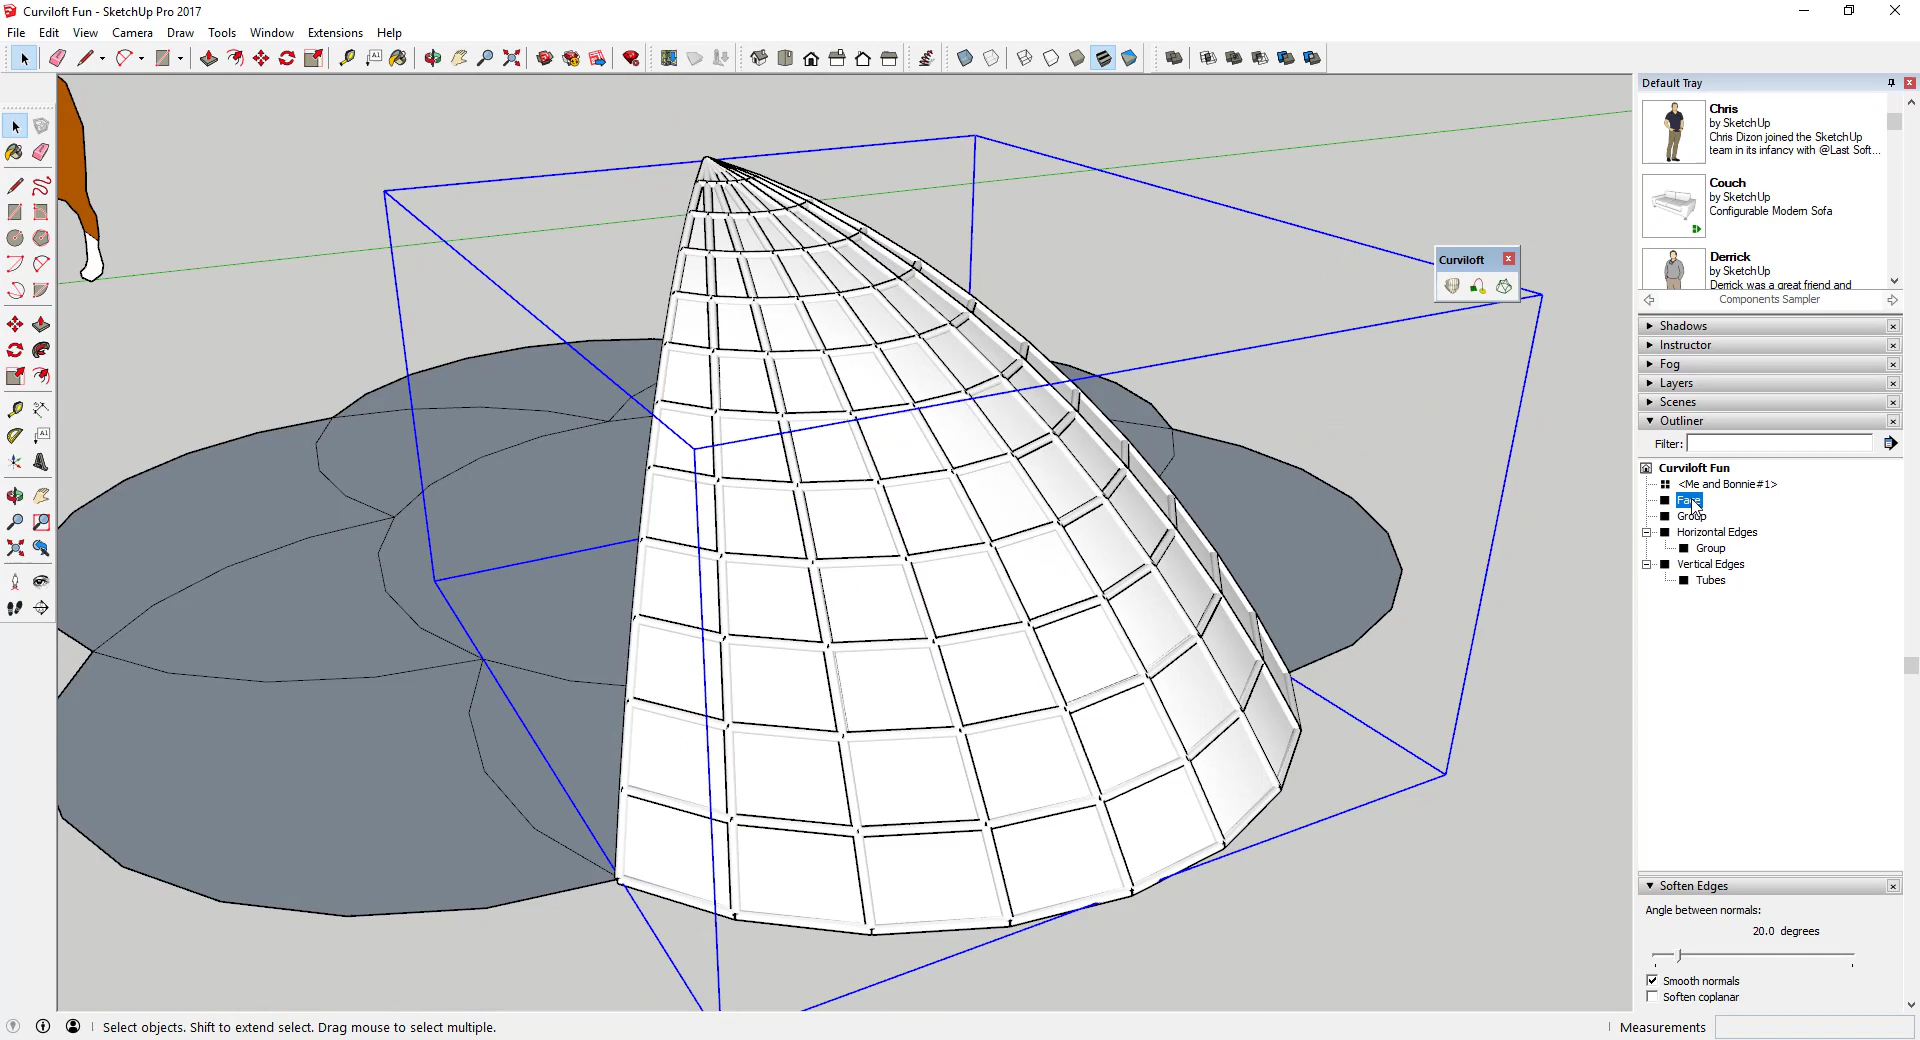 Curviloft Fun - SketchUp Pro 2017
File Edit View Camera Draw Tools Window Extensions Help
Default Tray
Chris
by SketchUp
Chris Dizon joined the SketchUp
team in its infancy with @Last Soft...
Couch
by SketchUp
Configurable Modern Sofa
Derrick
by SketchUp
Derrick was a great friend and
Components Sampler
Curviloft
Shadows
Instructor
Fog
Layers
Scenes
Outliner
Filter:
Curviloft Fun
<Me and Bonnie#1>
Face
Group
Horizontal Edges
Group
Vertical Edges
Tubes
Soften Edges
Angle between normals:
20.0 degrees
Smooth normals
Soften coplanar
Select objects. Shift to extend select. Drag mouse to select multiple.
Measurements